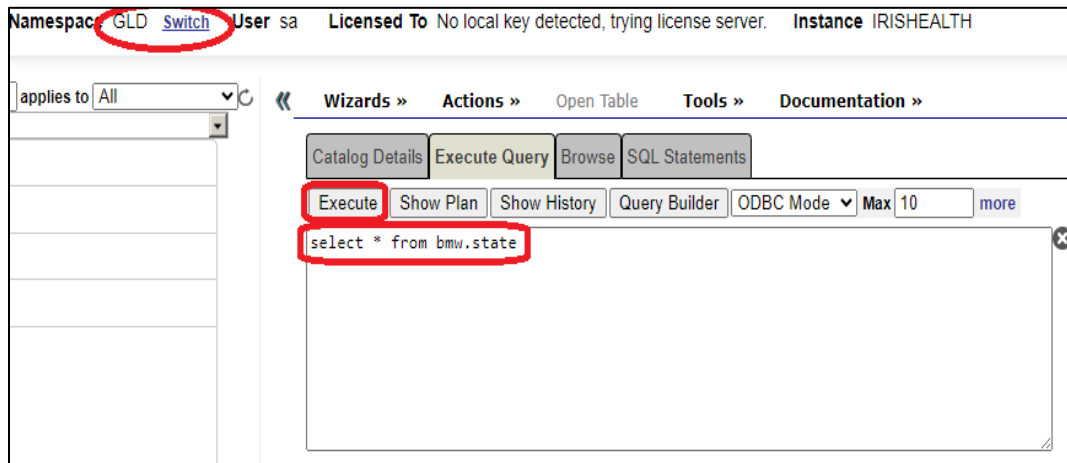 Namespace GLD Switch User sa Licensed To No local key detected, trying license server. Instance IRISHEALTH
applies to All
Wizards » Actions » Open Table Tools » Documentation »
Catalog Details Execute Query Browse SQL Statements
Execute Show Plan Show History Query Builder ODBC Mode Max 10 more
select * from bmw.state